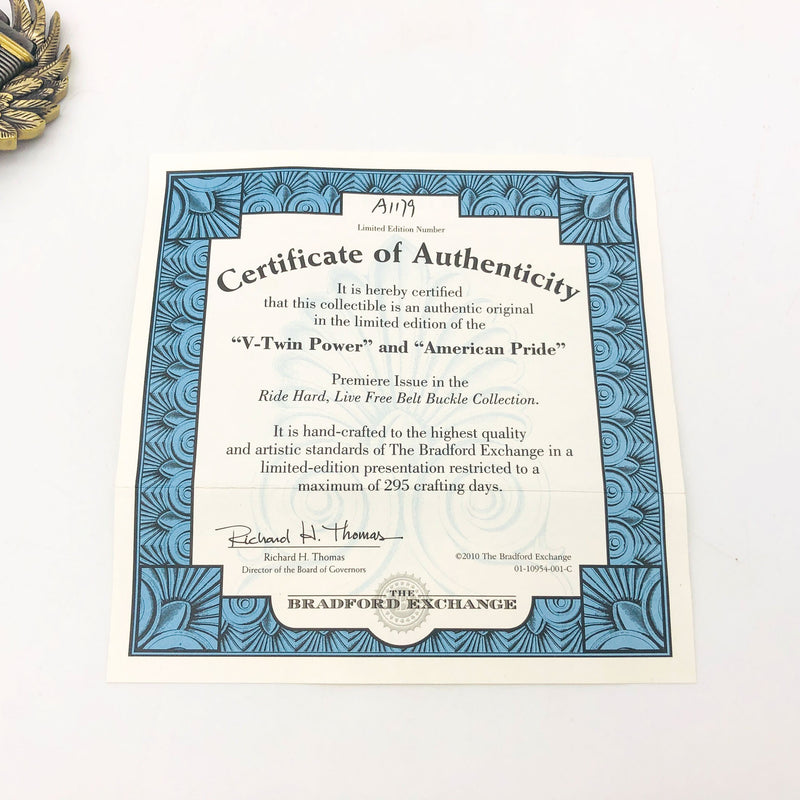 A1179
Limited Edition Number
Certificate of Authenticity
It is hereby certified
that this collectible is an authentic original
in the limited edition of the
“V-Twin Power” and “American Pride”
Premiere Issue in the
Ride Hard, Live Free Belt Buckle Collection.
It is hand-crafted to the highest quality
and artistic standards of The Bradford Exchange in a
limited-edition presentation restricted to a
maximum of 295 crafting days.
Richard H. Thomas
Richard H. Thomas
Director of the Board of Governors
©2010 The Bradford Exchange
01-10954-001-C
THE
BRADFORD EXCHANGE